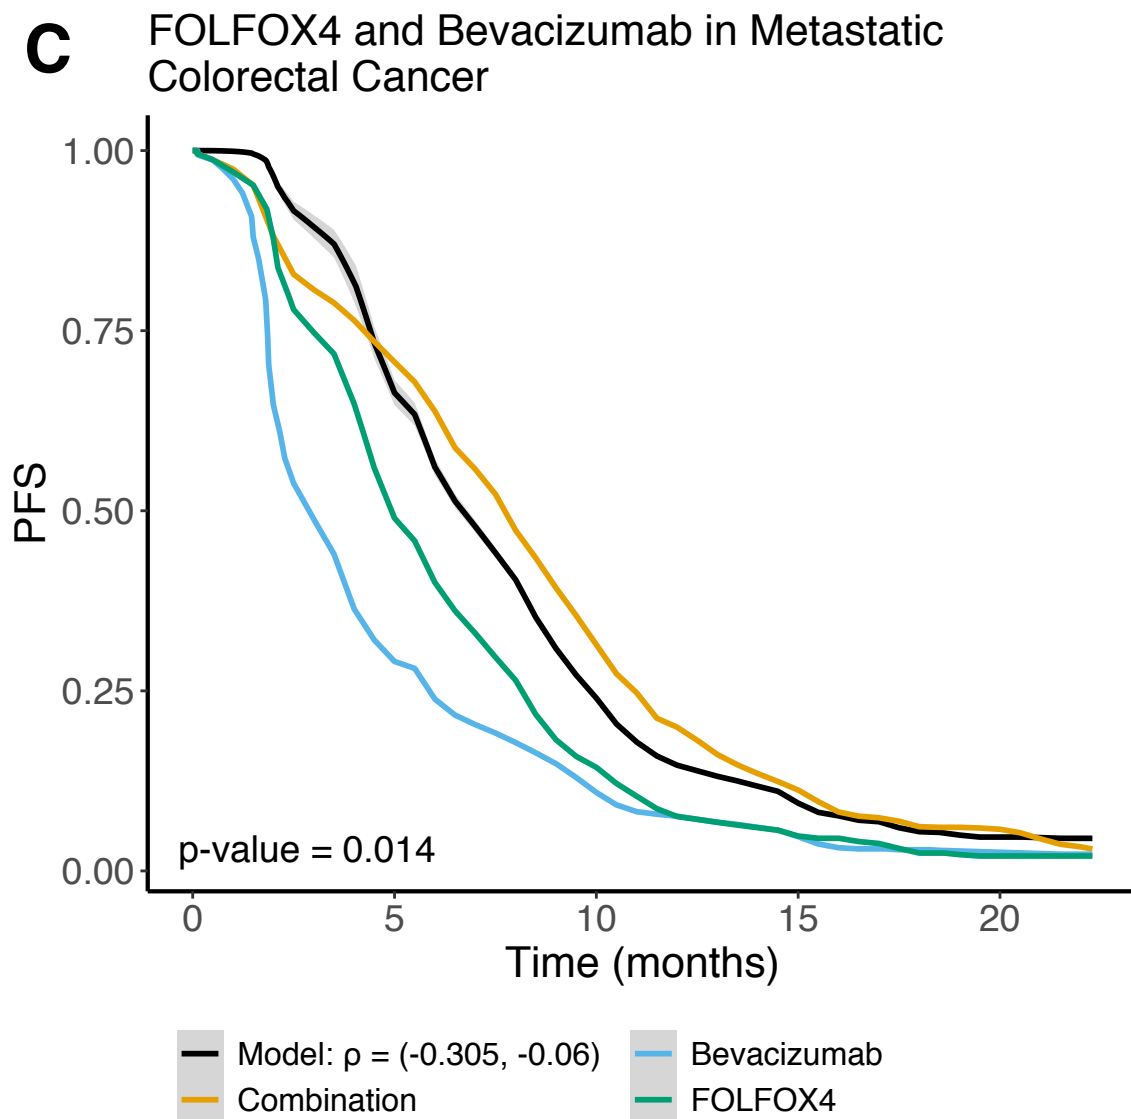 C
FOLFOX4 and Bevacizumab in Metastatic
Colorectal Cancer
1.00
0.75
0.50
0.25
0.00
PFS
p-value = 0.014
0 5 10 15 20
Time (months)
Model: ρ = (-0.305, -0.06)
Bevacizumab
Combination
FOLFOX4